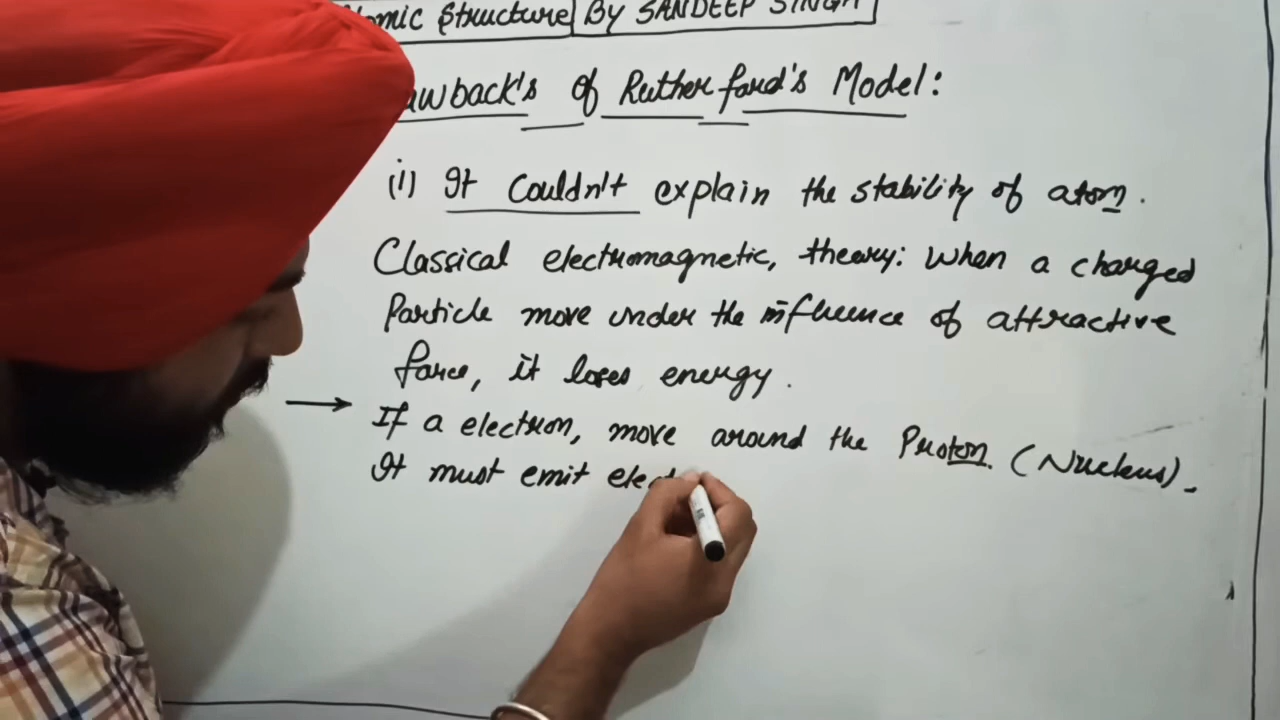 Structure By SANDEEP SINGH
of Rutherford's Model:
(i) It Couldn't explain the stability of atom.
Classical electromagnetic, theory: When a charged
Particle move under the influence of attractive
force, it loses energy.
→ If a electron, move around the Proton. (Nucleus).
It must emit elect